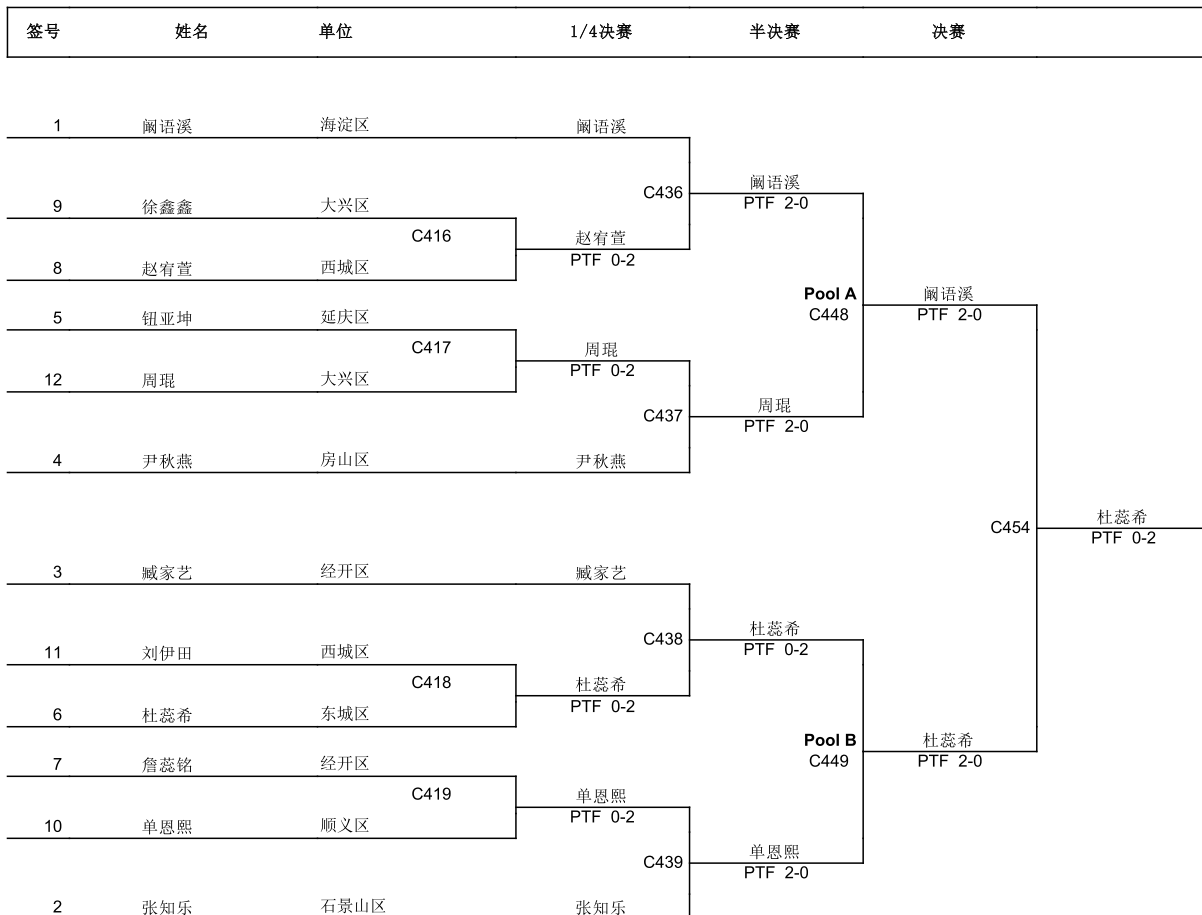 签号 姓名 单位 1/4决赛 半决赛 决赛
1 阚语溪 海淀区 阚语溪
C436 阚语溪
PTF 2-0
9 徐鑫鑫 大兴区
C416 赵宥萱
PTF 0-2
8 赵宥萱 西城区
Pool A 阚语溪
C448 PTF 2-0
5 钮亚坤 延庆区
C417 周琨
PTF 0-2
12 周琨 大兴区
C437 周琨
PTF 2-0
4 尹秋燕 房山区 尹秋燕
C454 杜蕊希
PTF 0-2
3 臧家艺 经开区 臧家艺
C438 杜蕊希
PTF 0-2
11 刘伊田 西城区
C418 杜蕊希
PTF 0-2
6 杜蕊希 东城区
Pool B 杜蕊希
C449 PTF 2-0
7 詹蕊铭 经开区
C419 单恩熙
PTF 0-2
10 单恩熙 顺义区
C439 单恩熙
PTF 2-0
2 张知乐 石景山区 张知乐